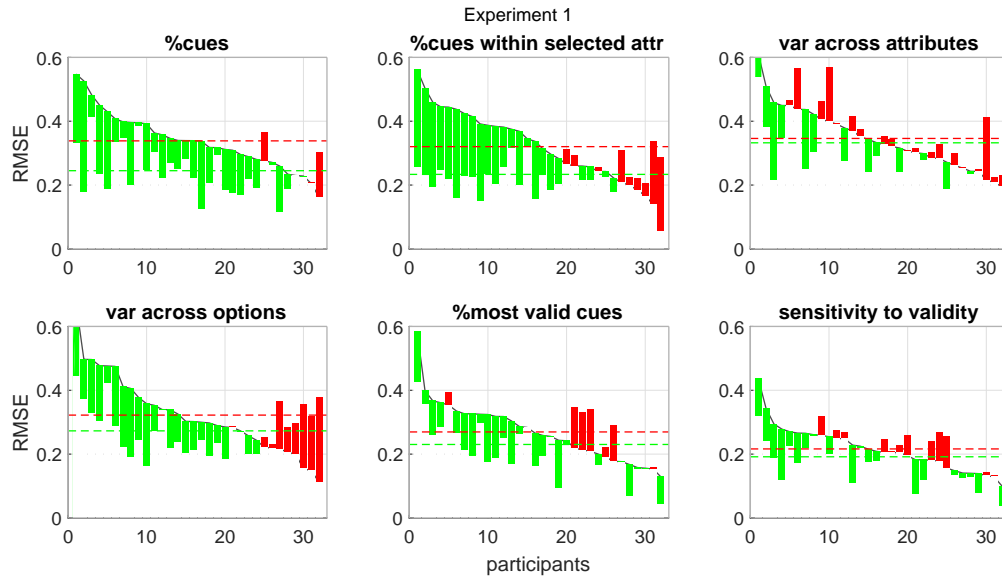 Experiment 1
%cues
%cues within selected attr
var across attributes
RMSE
0.6
0.4
0.2
0
0 10 20 30
0.6
0.4
0.2
0
0 10 20 30
0.6
0.4
0.2
0
0 10 20 30
var across options
%most valid cues
sensitivity to validity
RMSE
0.6
0.4
0.2
0
0 10 20 30
0.6
0.4
0.2
0
0 10 20 30
0.6
0.4
0.2
0
0 10 20 30
participants